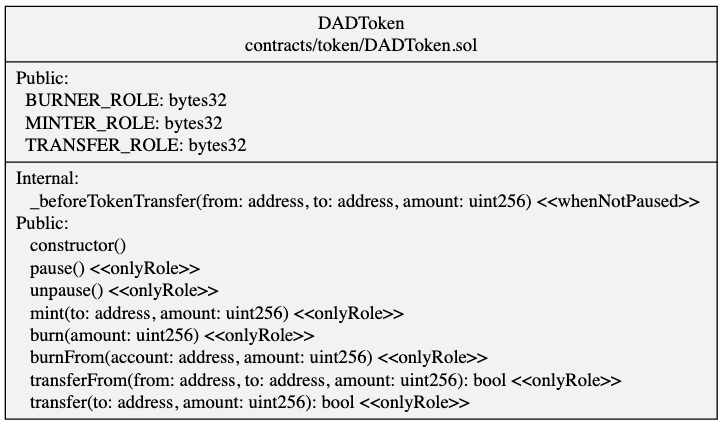 DADToken
contracts/token/DADToken.sol
Public:
BURNER_ROLE: bytes32
MINTER_ROLE: bytes32
TRANSFER_ROLE: bytes32
Internal:
_beforeTokenTransfer(from: address, to: address, amount: uint256) <<whenNotPaused>>
Public:
constructor()
pause() <<onlyRole>>
unpause() <<onlyRole>>
mint(to: address, amount: uint256) <<onlyRole>>
burn(amount: uint256) <<onlyRole>>
burnFrom(account: address, amount: uint256) <<onlyRole>>
transferFrom(from: address, to: address, amount: uint256): bool <<onlyRole>>
transfer(to: address, amount: uint256): bool <<onlyRole>>